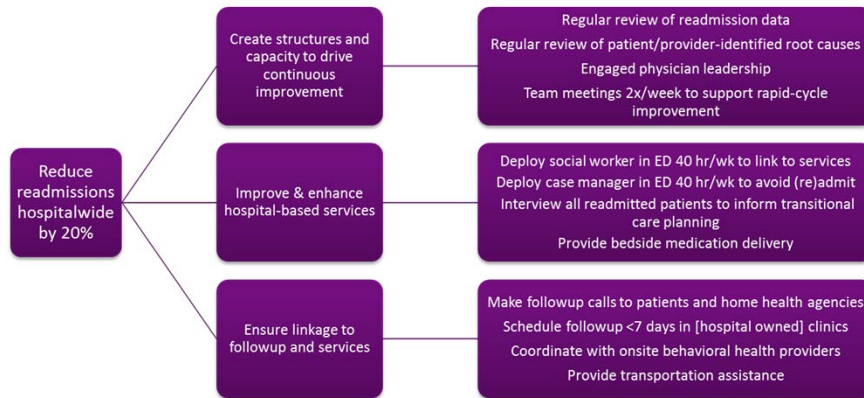 Reduce
readmissions
hospitalwide
by 20%
Create structures and
capacity to drive
continuous
improvement
Regular review of readmission data
Regular review of patient/provider-identified root causes
Engaged physician leadership
Team meetings 2x/week to support rapid-cycle
improvement
Improve & enhance
hospital-based services
Deploy social worker in ED 40 hr/wk to link to services
Deploy case manager in ED 40 hr/wk to avoid (re)admit
Interview all readmitted patients to inform transitional
care planning
Provide bedside medication delivery
Ensure linkage to
followup and services
Make followup calls to patients and home health agencies
Schedule followup <7 days in [hospital owned] clinics
Coordinate with onsite behavioral health providers
Provide transportation assistance